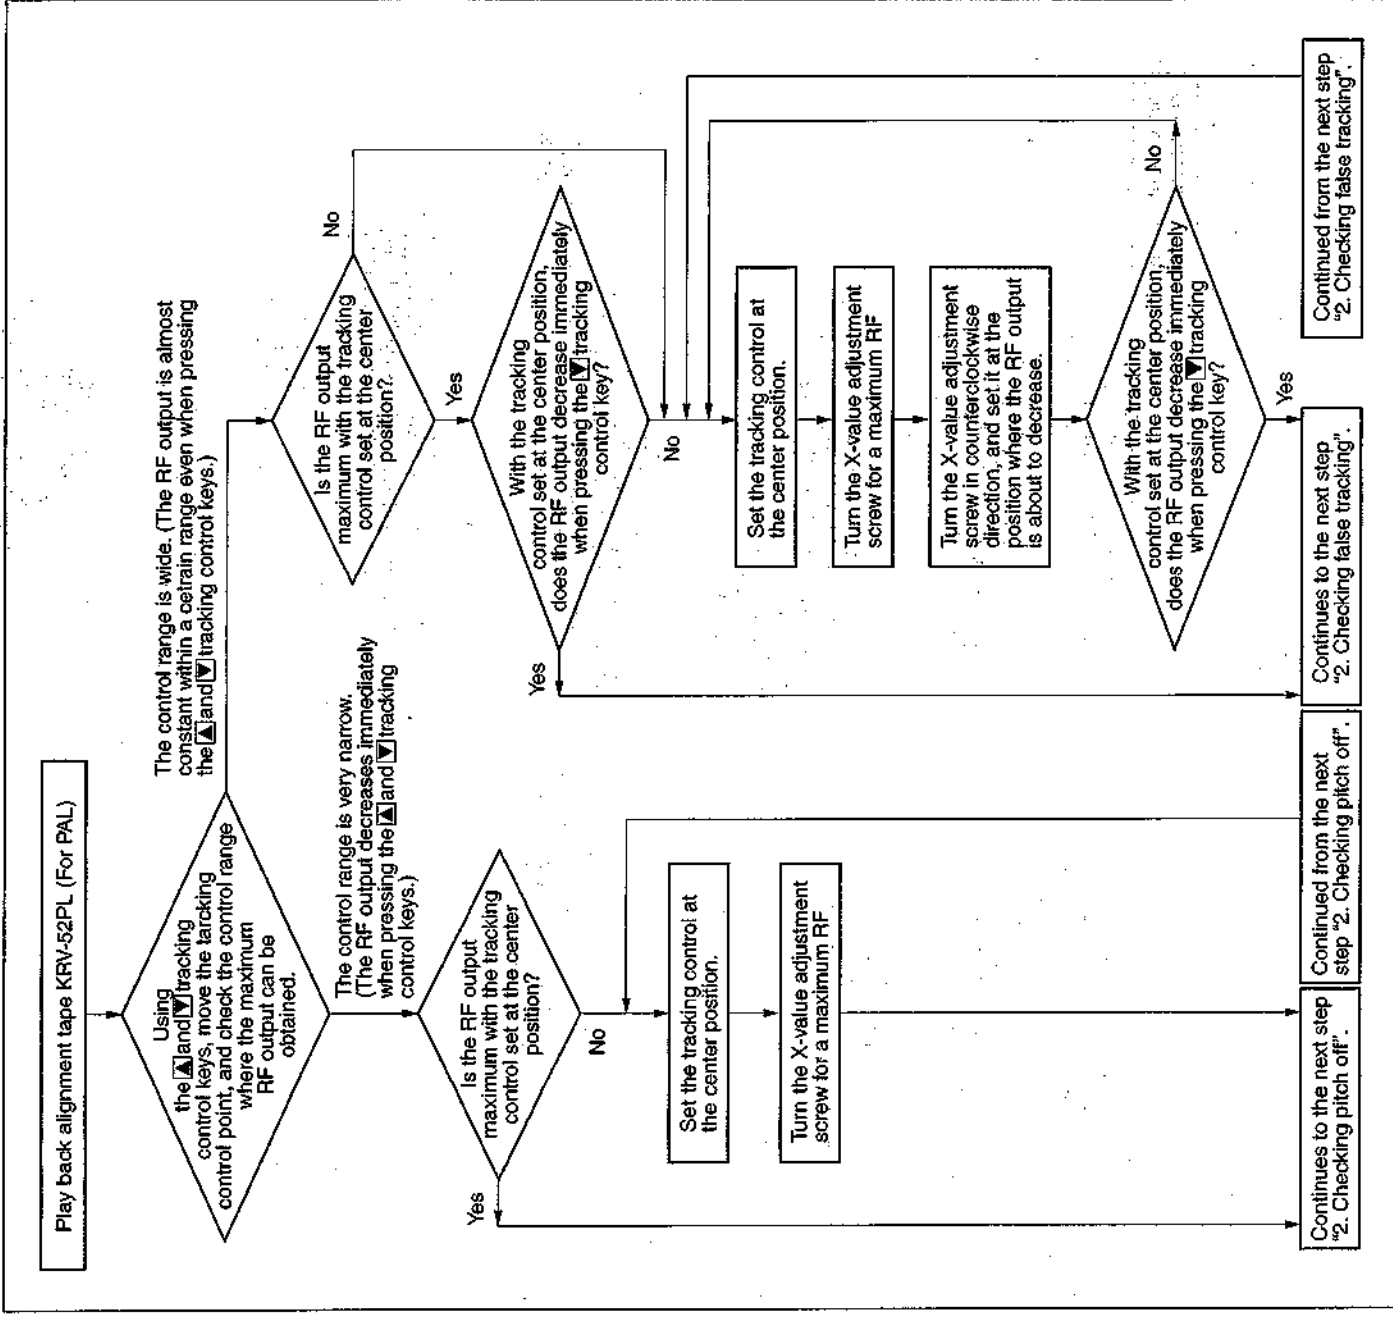 Play back alignment tape KRV-52PL (For PAL)
Using
the ▲ and ▼ tracking
control keys, move the tarcking
control point, and check the control range
where the maximum
RF output can be
obtained.
The control range is wide. (The RF output is almost
constant within a cetrain range even when pressing
the ▲ and ▼ tracking control keys.)
The control range is very narrow.
(The RF output decreases immediately
when pressing the ▲ and ▼ tracking
control keys.)
Is the RF output
maximum with the tracking
control set at the center
position?
Yes
No
Set the tracking control at
the center position.
Turn the X-value adjustment
screw for a maximum RF
Continues to the next step
"2. Checking pitch off".
Continued from the next
step "2. Checking pitch off".
Is the RF output
maximum with the tracking
control set at the center
position?
No
Yes
With the tracking
control set at the center position,
does the RF output decrease immediately
when pressing the ▼ tracking
control key?
Yes
No
Set the tracking control at
the center position.
Turn the X-value adjustment
screw for a maximum RF
Turn the X-value adjustment
screw in counterclockwise
direction, and set it at the
position where the RF output
is about to decrease.
With the tracking
control set at the center position,
does the RF output decrease immediately
when pressing the ▼ tracking
control key?
No
Yes
Continues to the next step
"2. Checking false tracking".
Continued from the next step
"2. Checking false tracking".